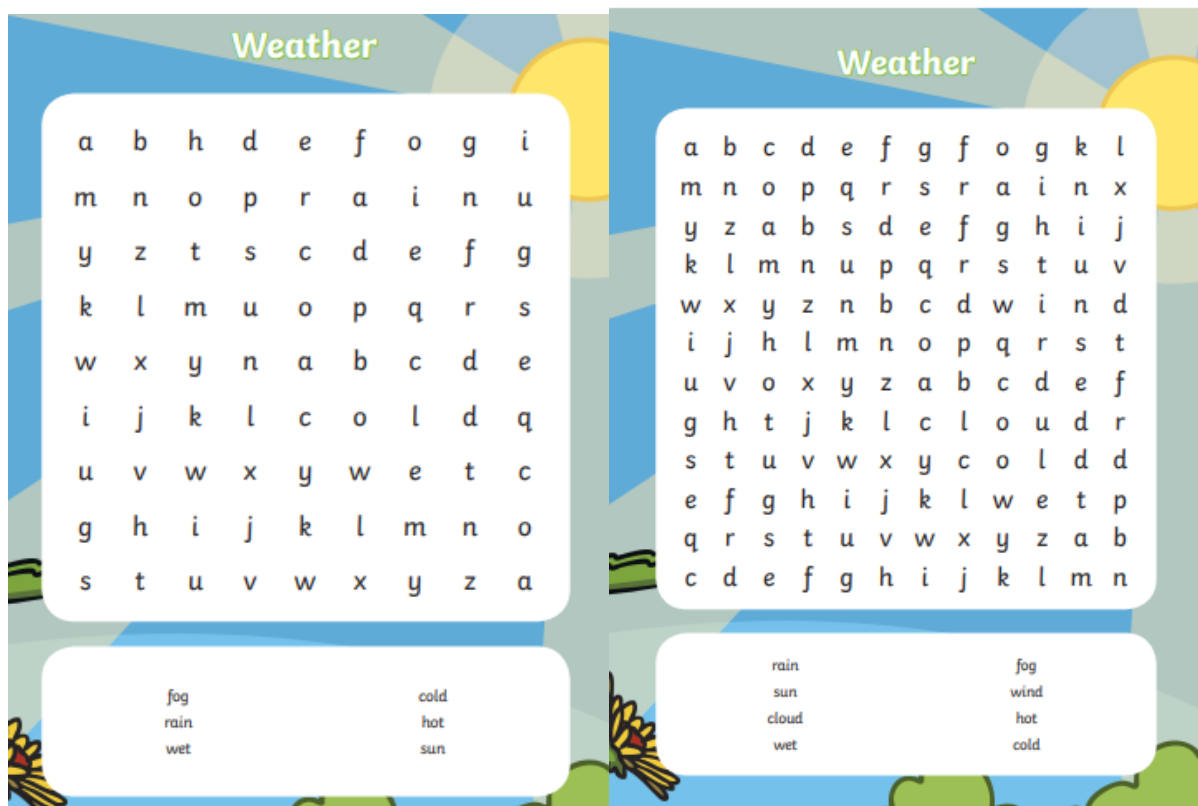 Weather
a b h d e f o g i
m n o p r a i n u
y z t s c d e f g
k l m u o p q r s
w x y n a b c d e
i j k l c o l d q
u v w x y w e t c
g h i j k l m n o
s t u v w x y z a
fog cold
rain hot
wet sun
Weather
a b c d e f g f o g k l
m n o p q r s r a i n x
y z a b s d e f g h i j
k l m n u p q r s t u v
w x y z n b c d w i n d
i j h l m n o p q r s t
u v o x y z a b c d e f
g h t j k l c l o u d r
s t u v w x y c o l d d
e f g h i j k l w e t p
q r s t u v w x y z a b
c d e f g h i j k l m n
rain fog
sun wind
cloud hot
wet cold